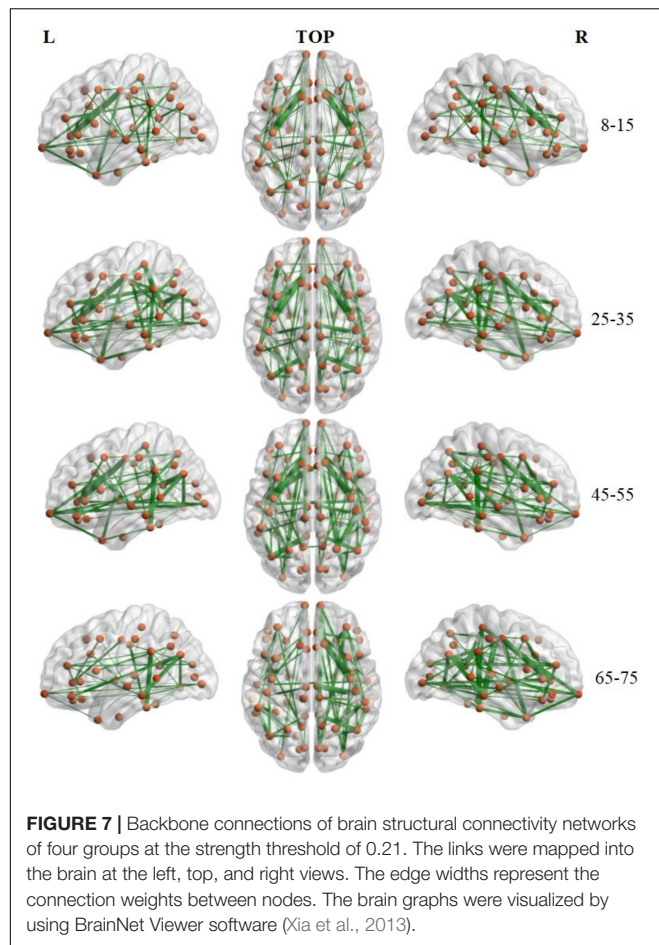 L TOP R
8-15
25-35
45-55
65-75
FIGURE 7 | Backbone connections of brain structural connectivity networks
of four groups at the strength threshold of 0.21. The links were mapped into
the brain at the left, top, and right views. The edge widths represent the
connection weights between nodes. The brain graphs were visualized by
using BrainNet Viewer software (Xia et al., 2013).